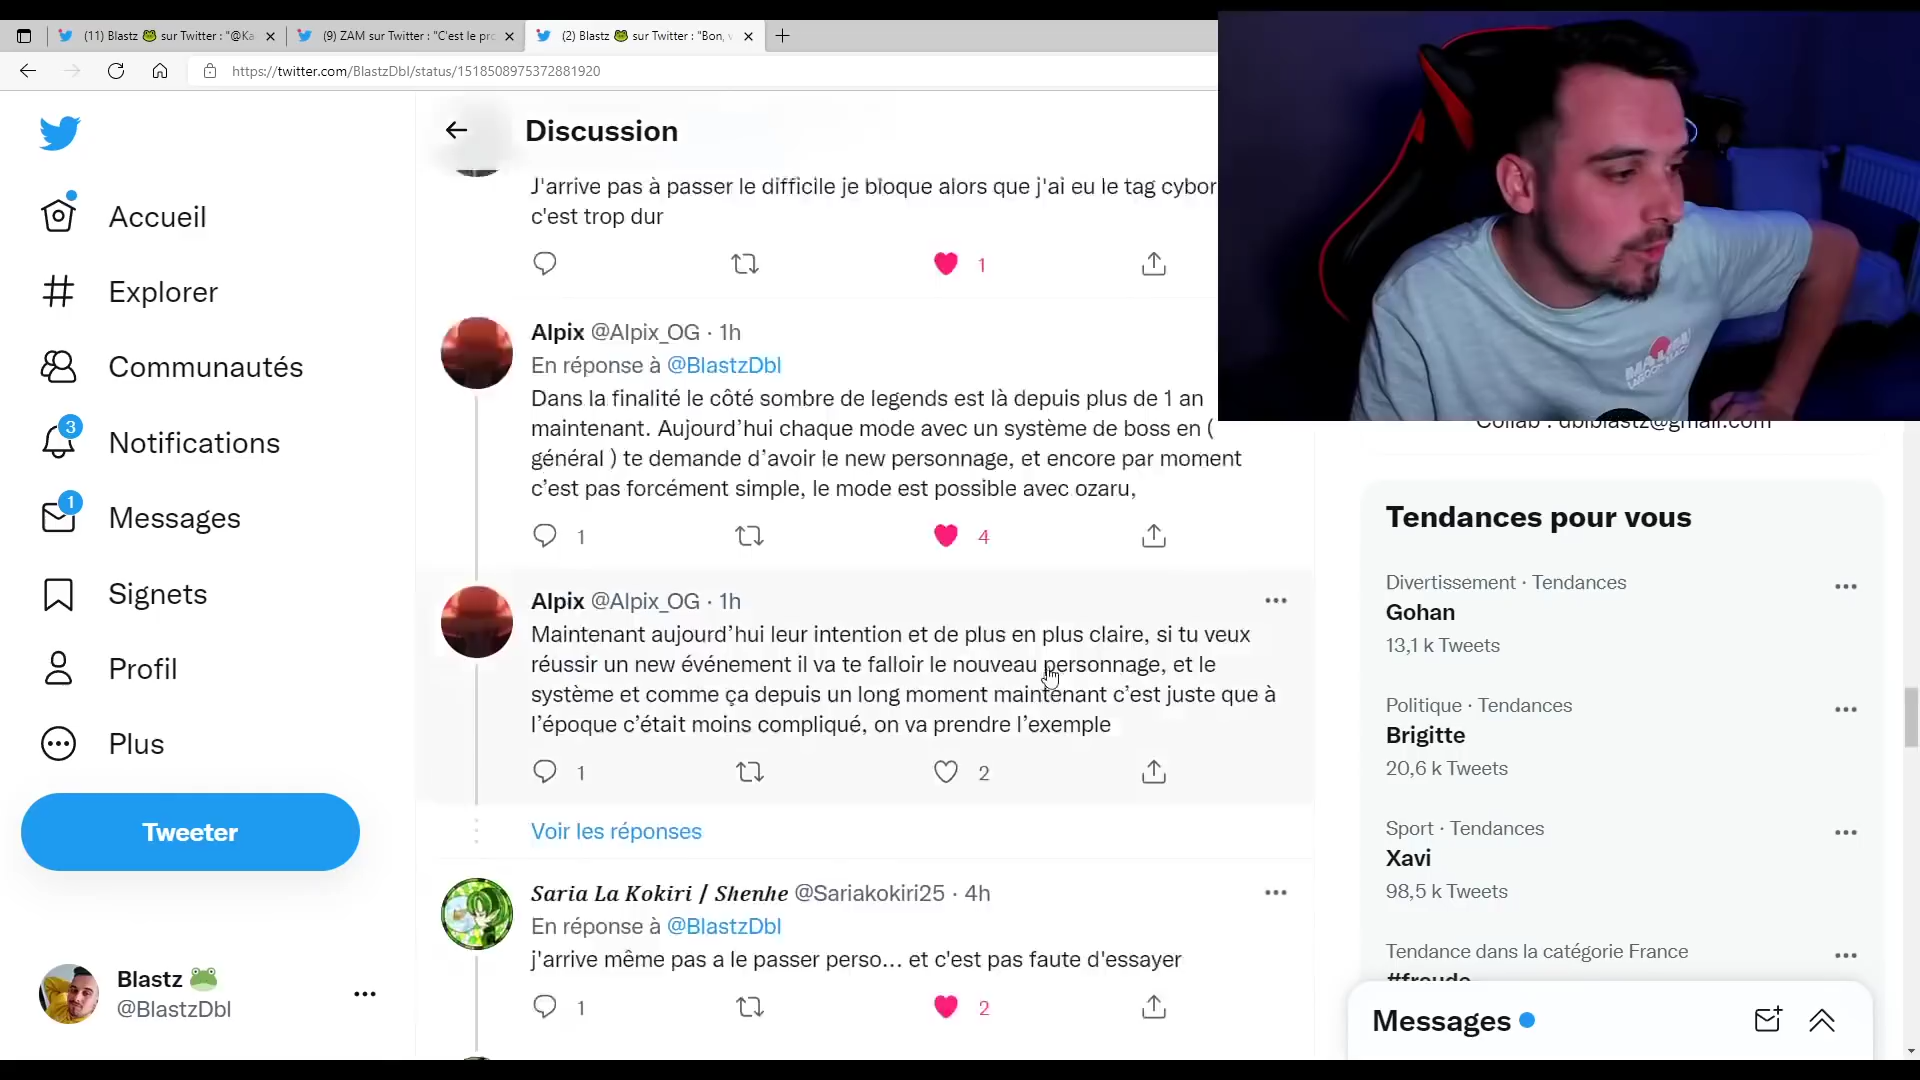 (11) Blastz 🐸 sur Twitter : "@Ka
(9) ZAM sur Twitter : "C'est le pro
(2) Blastz 🐸 sur Twitter : "Bon, v
https://twitter.com/BlastzDbl/status/1518508975372881920
Discussion
Accueil
Explorer
Communautés
3
Notifications
1
Messages
Signets
Profil
Plus
Tweeter
Blastz 🐸
@BlastzDbl
J'arrive pas à passer le difficile je bloque alors que j'ai eu le tag cybor
c'est trop dur
1
Alpix @Alpix_OG · 1h
En réponse à @BlastzDbl
Dans la finalité le côté sombre de legends est là depuis plus de 1 an
maintenant. Aujourd’hui chaque mode avec un système de boss en (
général ) te demande d’avoir le new personnage, et encore par moment
c’est pas forcément simple, le mode est possible avec ozaru,
1 4
Alpix @Alpix_OG · 1h
Maintenant aujourd’hui leur intention et de plus en plus claire, si tu veux
réussir un new événement il va te falloir le nouveau personnage, et le
système et comme ça depuis un long moment maintenant c’est juste que à
l’époque c’était moins compliqué, on va prendre l’exemple
1 2
Voir les réponses
Saria La Kokiri / Shenhe @Sariakokiri25 · 4h
En réponse à @BlastzDbl
j'arrive même pas a le passer perso... et c'est pas faute d'essayer
1 2
Collab : dblblastz@gmail.com
Tendances pour vous
Divertissement · Tendances
Gohan
13,1 k Tweets
Politique · Tendances
Brigitte
20,6 k Tweets
Sport · Tendances
Xavi
98,5 k Tweets
Tendance dans la catégorie France
Messages